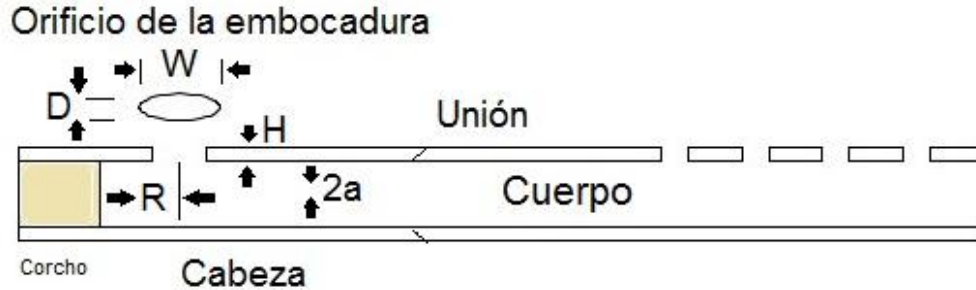 Orificio de la embocadura
W
D
H
Unión
R
2a
Cuerpo
Corcho
Cabeza